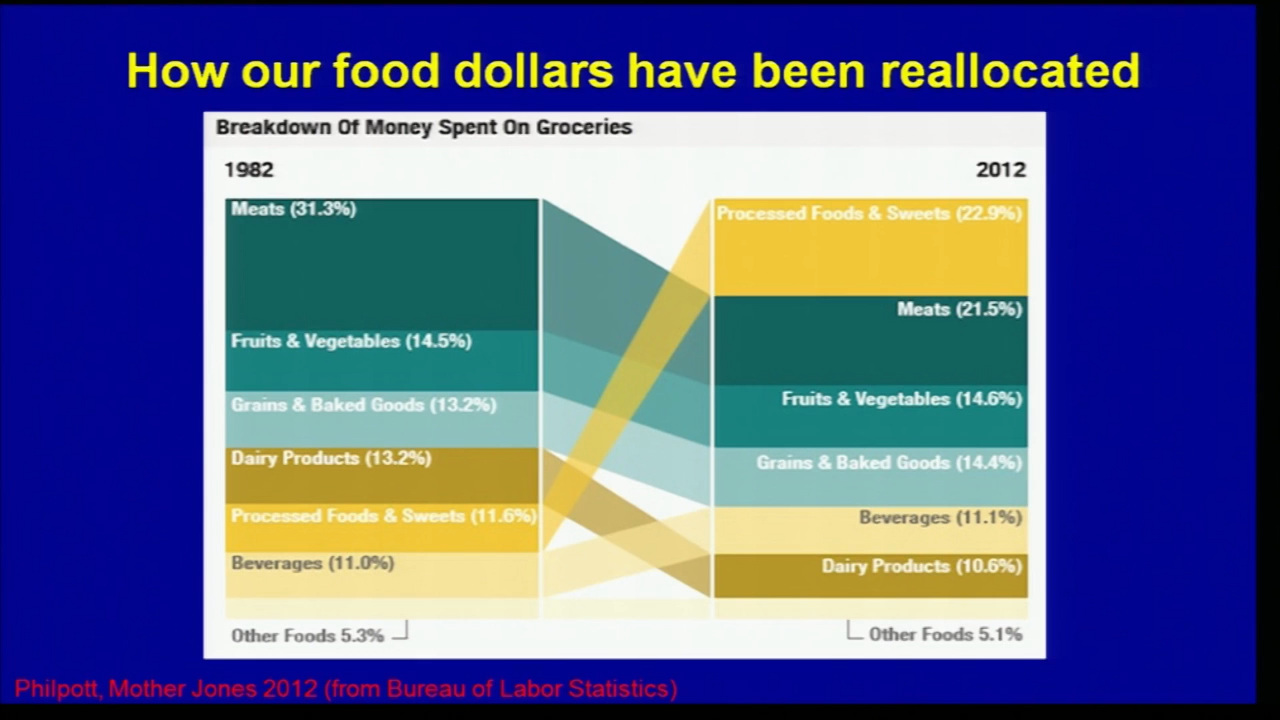 How our food dollars have been reallocated
Breakdown Of Money Spent On Groceries
1982
2012
Meats (31.3%)
Fruits & Vegetables (14.5%)
Grains & Baked Goods (13.2%)
Dairy Products (13.2%)
Processed Foods & Sweets (11.6%)
Beverages (11.0%)
Other Foods 5.3%
Processed Foods & Sweets (22.9%)
Meats (21.5%)
Fruits & Vegetables (14.6%)
Grains & Baked Goods (14.4%)
Beverages (11.1%)
Dairy Products (10.6%)
Other Foods 5.1%
Philpott, Mother Jones 2012 (from Bureau of Labor Statistics)